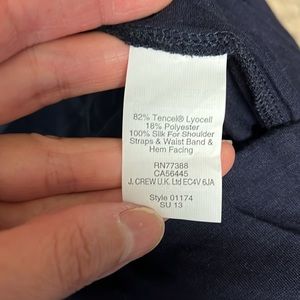 82% Tencel® Lyocell
18% Polyester
100% Silk For Shoulder
Straps & Waist Band &
Hem Facing
RN77388
CA56445
J. CREW U.K. Ltd EC4V 6JA
Style 01174
SU 13